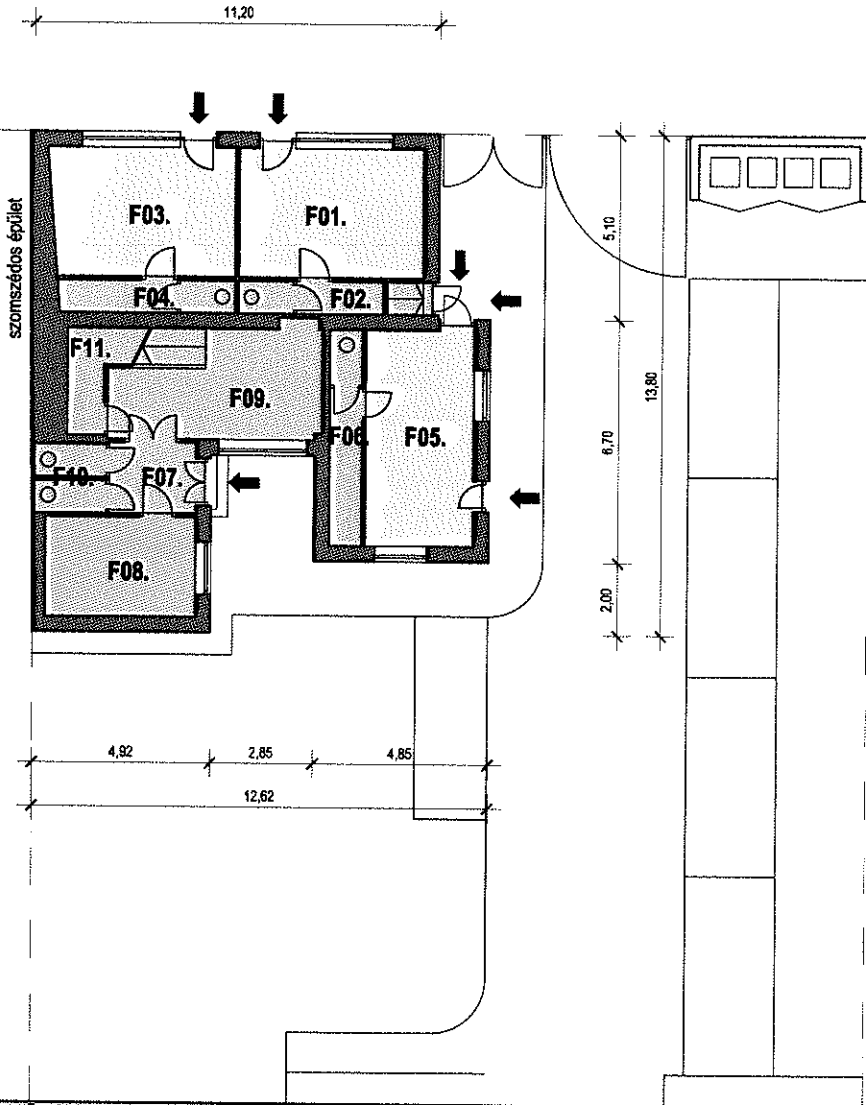 11,20
szomszédos épület
F03.
F01.
F04.
F02.
5,10
F11.
F09.
F06.
F05.
13,80
6,70
F10.
F07.
F08.
2,00
4,92
2,85
4,85
12,62